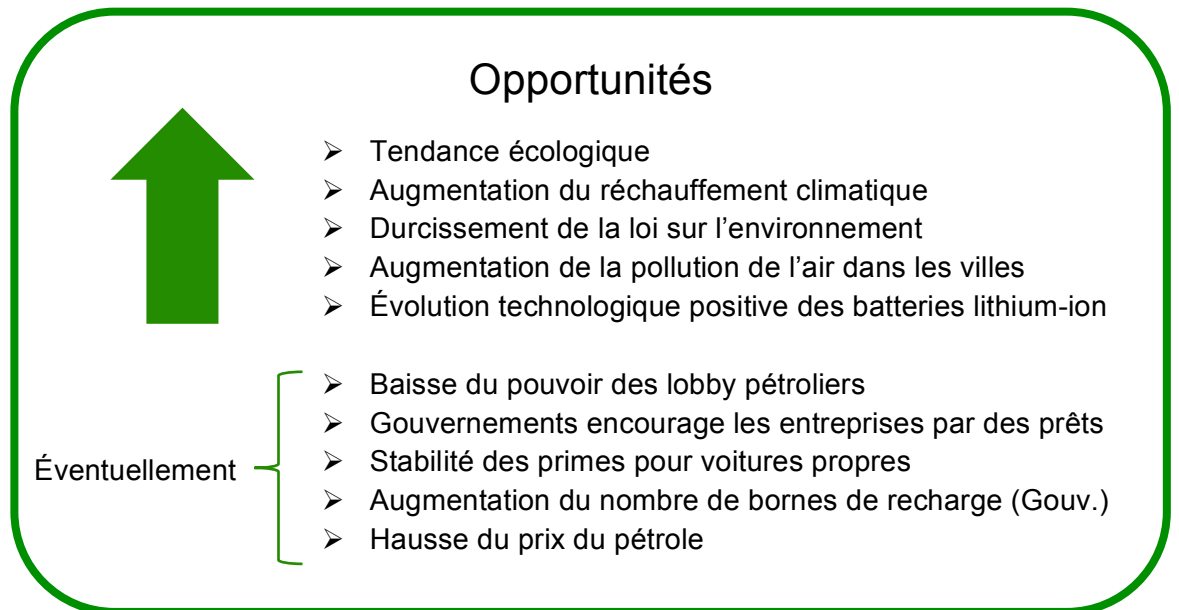 Opportunités
➢ Tendance écologique
➢ Augmentation du réchauffement climatique
➢ Durcissement de la loi sur l’environnement
➢ Augmentation de la pollution de l’air dans les villes
➢ Évolution technologique positive des batteries lithium-ion
Éventuellement
➢ Baisse du pouvoir des lobby pétroliers
➢ Gouvernements encourage les entreprises par des prêts
➢ Stabilité des primes pour voitures propres
➢ Augmentation du nombre de bornes de recharge (Gouv.)
➢ Hausse du prix du pétrole